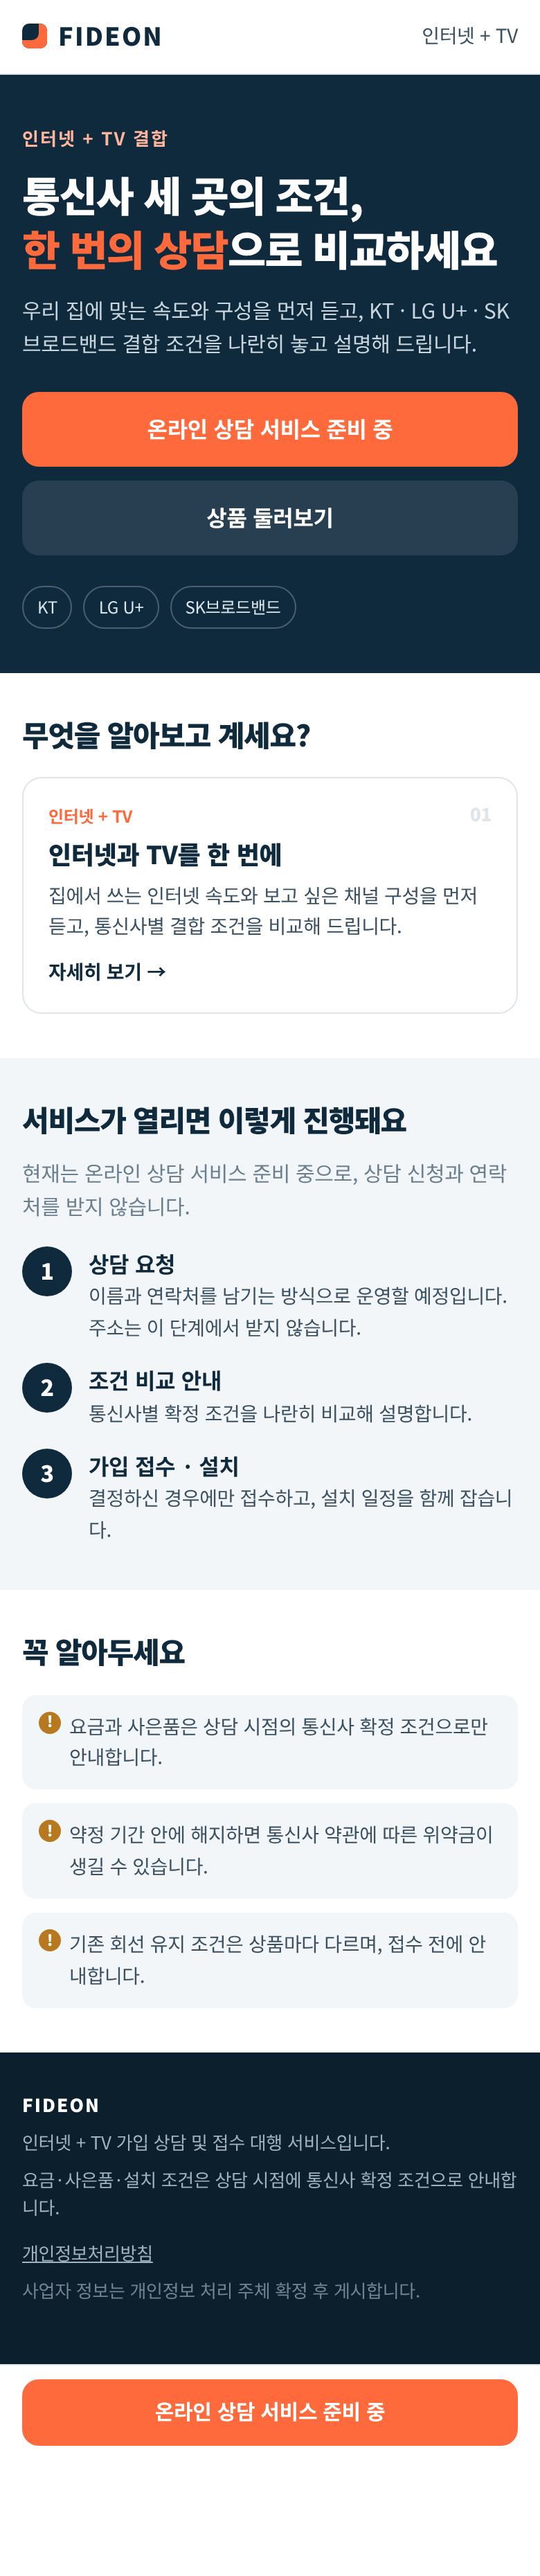 FIDEON
인터넷 + TV
인터넷 + TV 결합
통신사 세 곳의 조건,
한 번의 상담으로 비교하세요
우리 집에 맞는 속도와 구성을 먼저 듣고, KT · LG U+ · SK
브로드밴드 결합 조건을 나란히 놓고 설명해 드립니다.
온라인 상담 서비스 준비 중
상품 둘러보기
KT
LG U+
SK브로드밴드
무엇을 알아보고 계세요?
인터넷 + TV
01
인터넷과 TV를 한 번에
집에서 쓰는 인터넷 속도와 보고 싶은 채널 구성을 먼저
듣고, 통신사별 결합 조건을 비교해 드립니다.
자세히 보기 →
서비스가 열리면 이렇게 진행돼요
현재는 온라인 상담 서비스 준비 중으로, 상담 신청과 연락
처를 받지 않습니다.
1
상담 요청
이름과 연락처를 남기는 방식으로 운영할 예정입니다.
주소는 이 단계에서 받지 않습니다.
2
조건 비교 안내
통신사별 확정 조건을 나란히 비교해 설명합니다.
3
가입 접수 · 설치
결정하신 경우에만 접수하고, 설치 일정을 함께 잡습니
다.
꼭 알아두세요
! 요금과 사은품은 상담 시점의 통신사 확정 조건으로만
안내합니다.
! 약정 기간 안에 해지하면 통신사 약관에 따른 위약금이
생길 수 있습니다.
! 기존 회선 유지 조건은 상품마다 다르며, 접수 전에 안
내합니다.
FIDEON
인터넷 + TV 가입 상담 및 접수 대행 서비스입니다.
요금·사은품·설치 조건은 상담 시점에 통신사 확정 조건으로 안내합
니다.
개인정보처리방침
사업자 정보는 개인정보 처리 주체 확정 후 게시합니다.
온라인 상담 서비스 준비 중